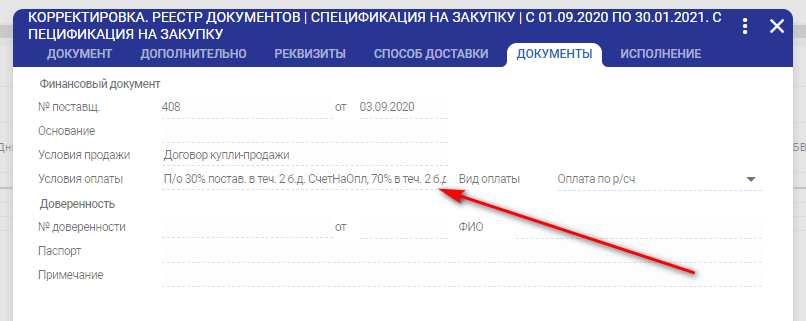 КОРРЕКТИРОВКА. РЕЕСТР ДОКУМЕНТОВ | СПЕЦИФИКАЦИЯ НА ЗАКУПКУ | С 01.09.2020 ПО 30.01.2021. С
ПЕЦИФИКАЦИЯ НА ЗАКУПКУ
ДОКУМЕНТ ДОПОЛНИТЕЛЬНО РЕКВИЗИТЫ СПОСОБ ДОСТАВКИ ДОКУМЕНТЫ ИСПОЛНЕНИЕ
Финансовый документ
№ поставщ. 408 от 03.09.2020
Основание
Условия продажи Договор купли-продажи
Условия оплаты П/о 30% постав. в теч. 2 б.д. СчетНаОпл, 70% в теч. 2 б.д Вид оплаты Оплата по р/сч
Доверенность
№ доверенности от ФИО
Паспорт
Примечание